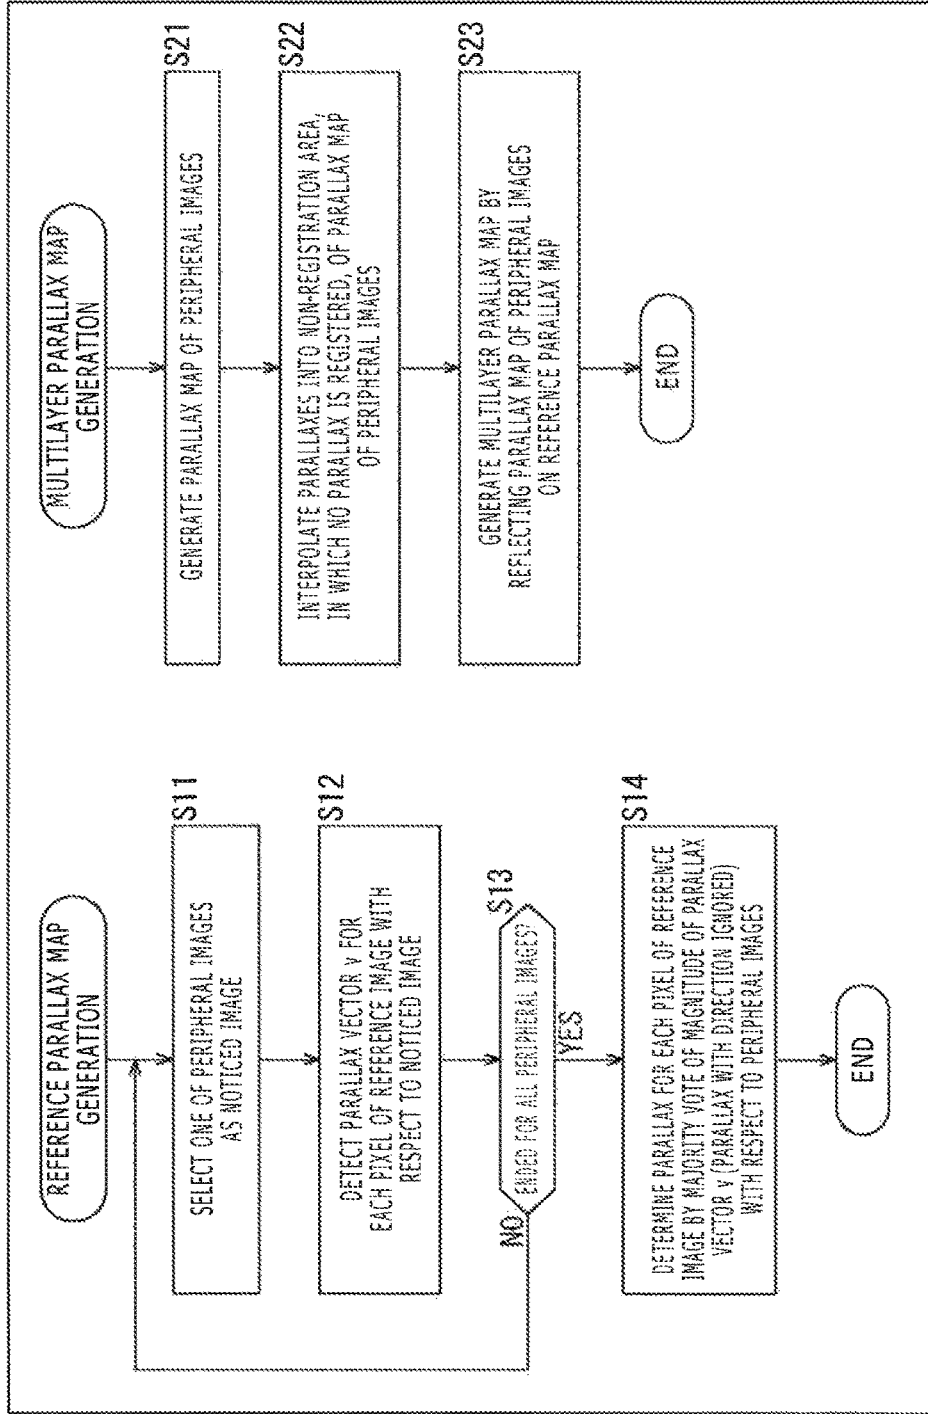 REFERENCE PARALLAX MAP
GENERATION
S11
SELECT ONE OF PERIPHERAL IMAGES
AS NOTICED IMAGE
S12
DETECT PARALLAX VECTOR v FOR
EACH PIXEL OF REFERENCE IMAGE WITH
RESPECT TO NOTICED IMAGE
S13
ENDED FOR ALL PERIPHERAL IMAGES?
NO
YES
S14
DETERMINE PARALLAX FOR EACH PIXEL OF REFERENCE
IMAGE BY MAJORITY VOTE OF MAGNITUDE OF PARALLAX
VECTOR v (PARALLAX WITH DIRECTION IGNORED)
WITH RESPECT TO PERIPHERAL IMAGES
END
MULTILAYER PARALLAX MAP
GENERATION
S21
GENERATE PARALLAX MAP OF PERIPHERAL IMAGES
S22
INTERPOLATE PARALLAXES INTO NON-REGISTRATION AREA,
IN WHICH NO PARALLAX IS REGISTERED, OF PARALLAX MAP
OF PERIPHERAL IMAGES
S23
GENERATE MULTILAYER PARALLAX MAP BY
REFLECTING PARALLAX MAP OF PERIPHERAL IMAGES
ON REFERENCE PARALLAX MAP
END